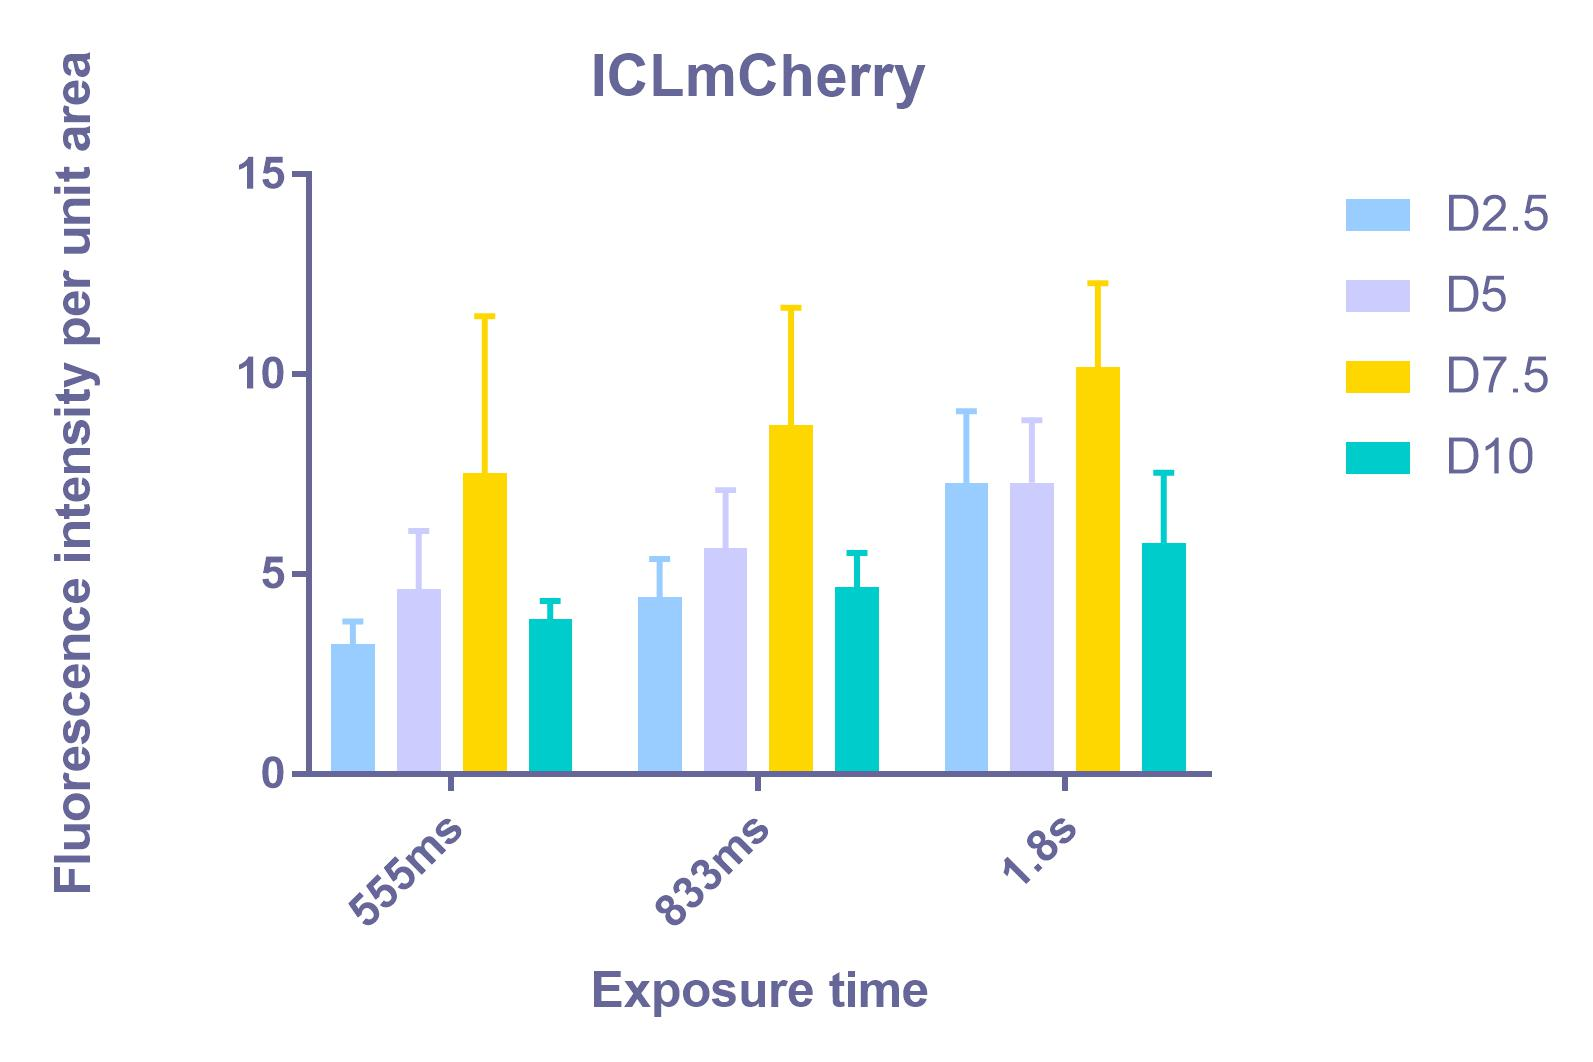 ICLmCherry
Fluorescence intensity per unit area
15
10
5
0
555ms
833ms
1.8s
Exposure time
D2.5
D5
D7.5
D10